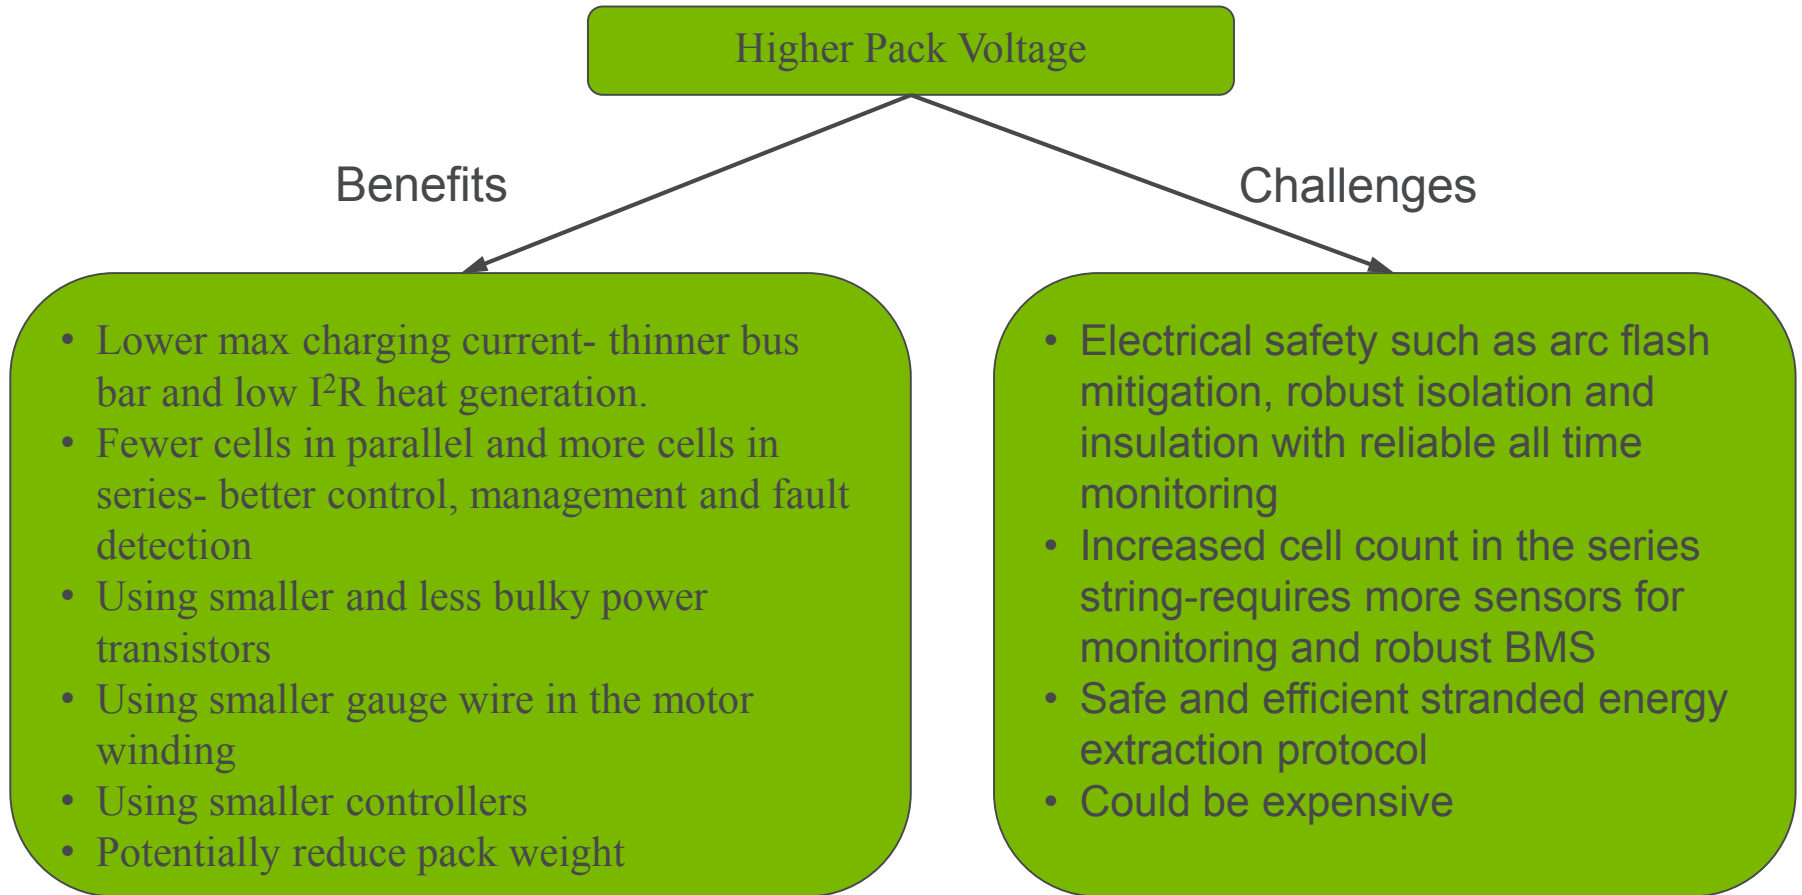 Higher Pack Voltage
Benefits
Challenges
• Lower max charging current- thinner bus
bar and low I²R heat generation.
• Fewer cells in parallel and more cells in
series- better control, management and fault
detection
• Using smaller and less bulky power
transistors
• Using smaller gauge wire in the motor
winding
• Using smaller controllers
• Potentially reduce pack weight
• Electrical safety such as arc flash
mitigation, robust isolation and
insulation with reliable all time
monitoring
• Increased cell count in the series
string-requires more sensors for
monitoring and robust BMS
• Safe and efficient stranded energy
extraction protocol
• Could be expensive